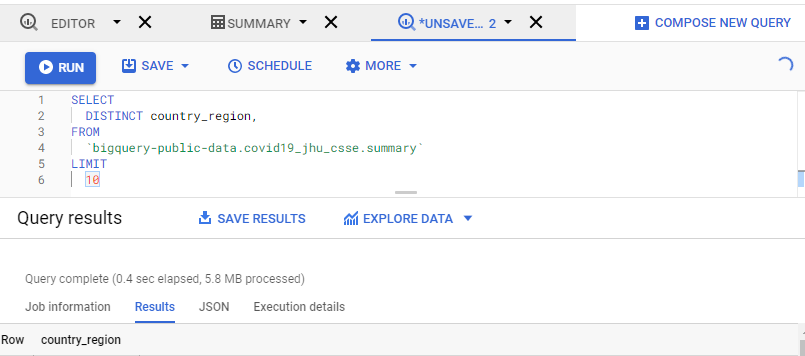 EDITOR SUMMARY *UNSAVE... 2 COMPOSE NEW QUERY
RUN SAVE SCHEDULE MORE
1 SELECT
2 DISTINCT country_region,
3 FROM
4 `bigquery-public-data.covid19_jhu_csse.summary`
5 LIMIT
6 10
Query results SAVE RESULTS EXPLORE DATA
Query complete (0.4 sec elapsed, 5.8 MB processed)
Job information Results JSON Execution details
Row country_region